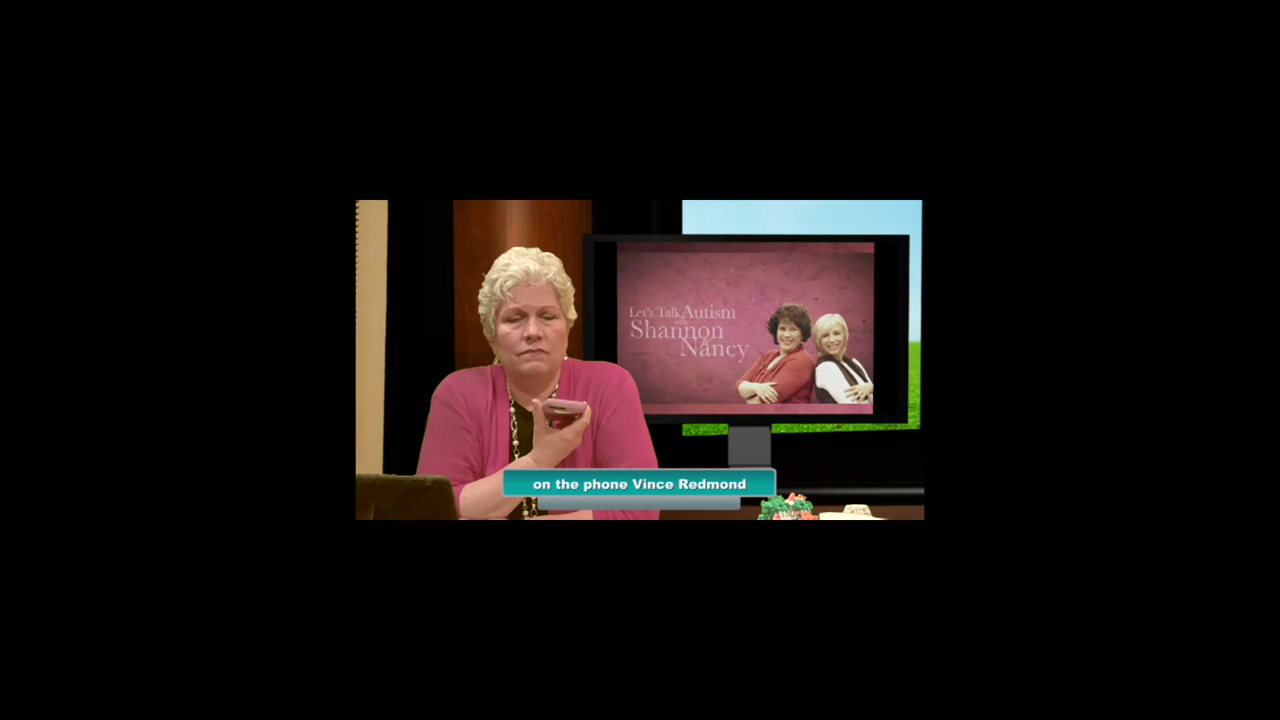 Let's Talk Autism
with
Shannon
Nancy
on the phone Vince Redmond